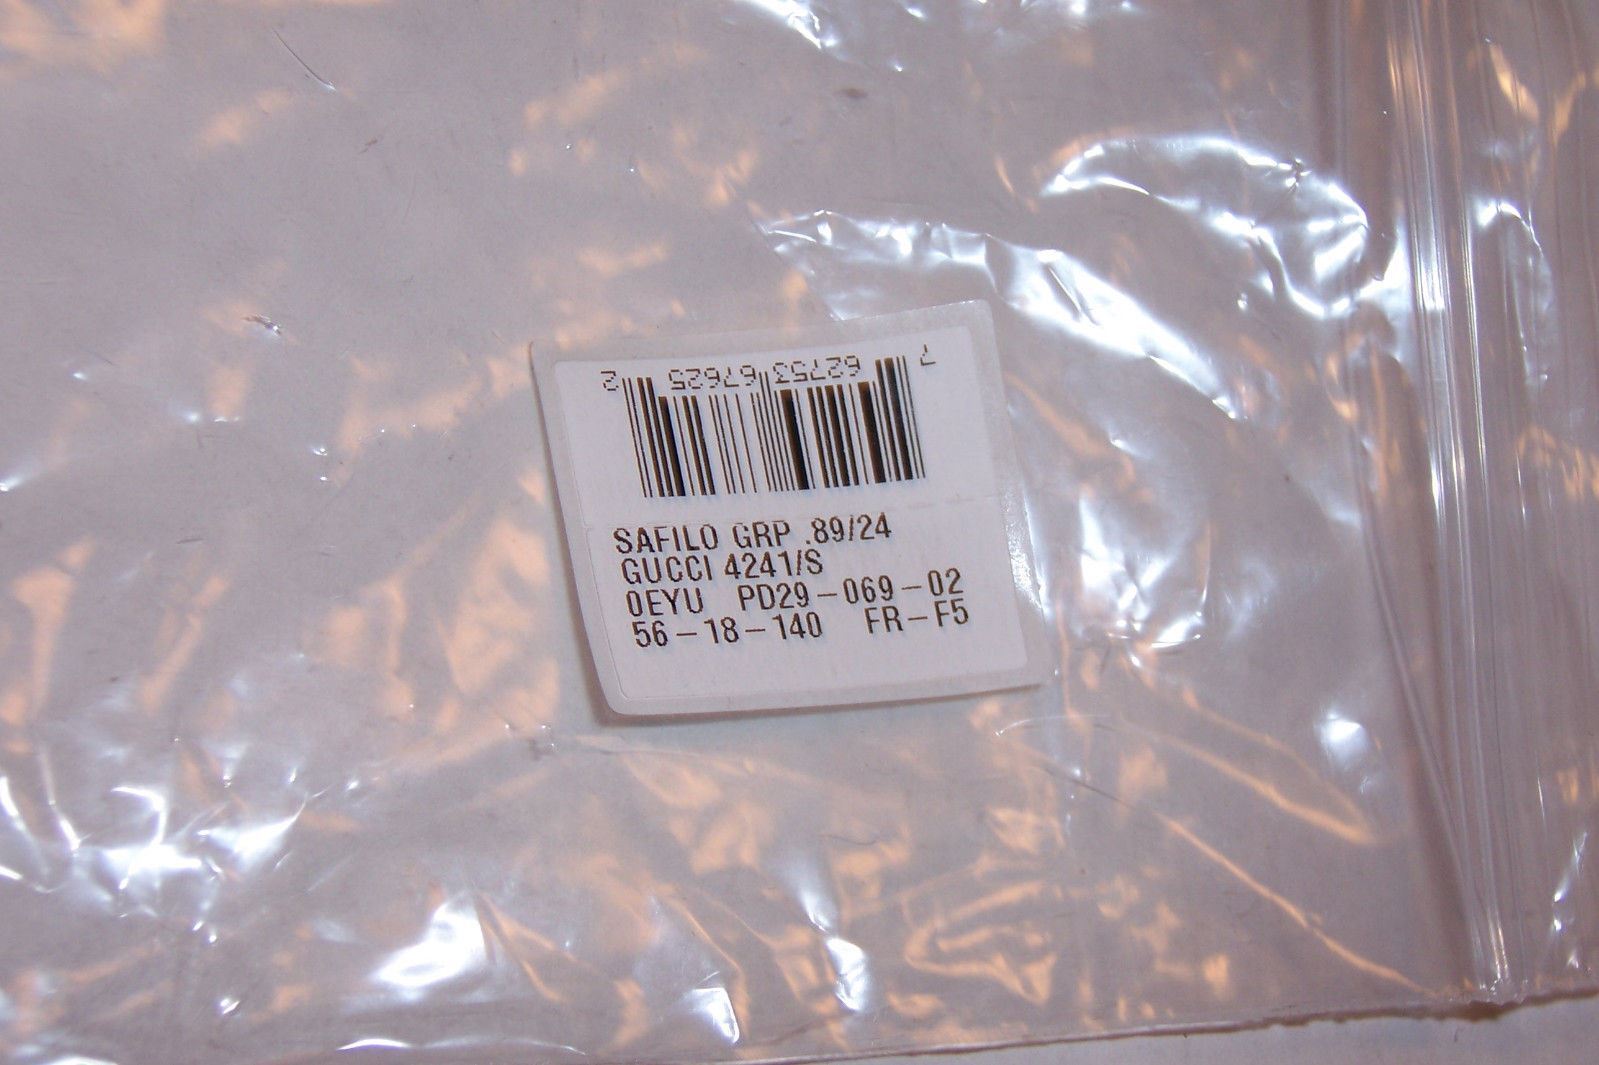 7 62753 67625 2
SAFILO GRP .89/24
GUCCI 4241/S
0EYU PD29-069-02
56-18-140 FR-F5